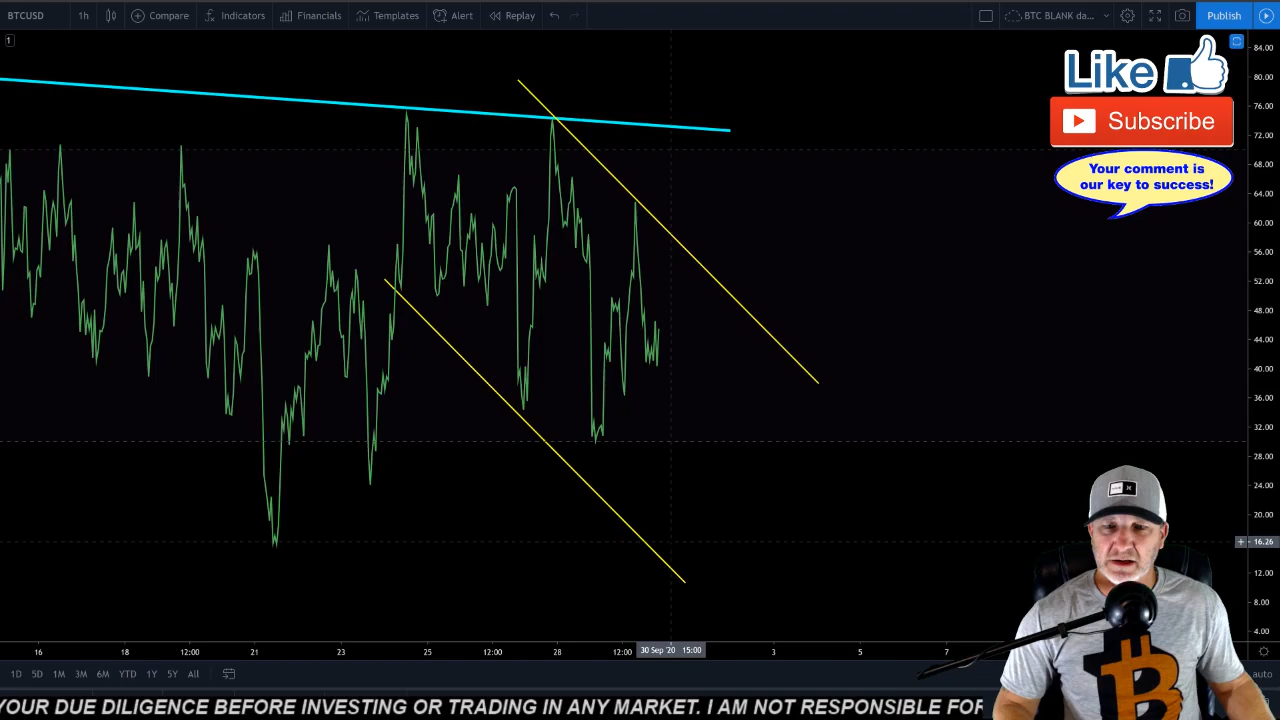 BTCUSD 1h Compare Indicators Financials Templates Alert Replay BTC BLANK da... Publish
1
Like
Subscribe
Your comment is
our key to success!
84.00
80.00
76.00
72.00
68.00
64.00
60.00
56.00
52.00
48.00
44.00
40.00
36.00
32.00
28.00
24.00
20.00
16.26
12.00
8.00
4.00
16 18 12:00 21 23 25 12:00 28 12:00 30 Sep '20 15:00 3 5 7
1D 5D 1M 3M 6M YTD 1Y 5Y All auto
YOUR DUE DILIGENCE BEFORE INVESTING OR TRADING IN ANY MARKET. I AM NOT RESPONSIBLE FOR